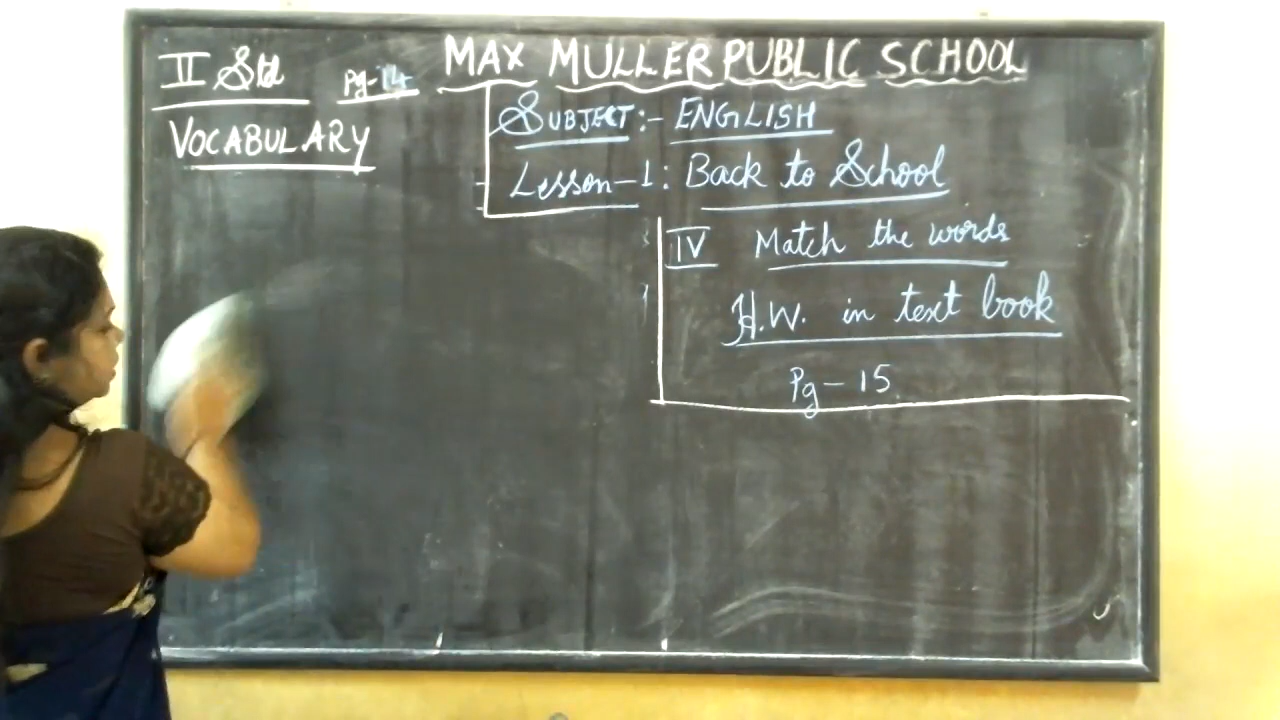 MAX MULLER PUBLIC SCHOOL
II Std Pg-14
VOCABULARY
SUBJECT:- ENGLISH
Lesson-1: Back to School
IV Match the words
H.W. in text book
Pg-15